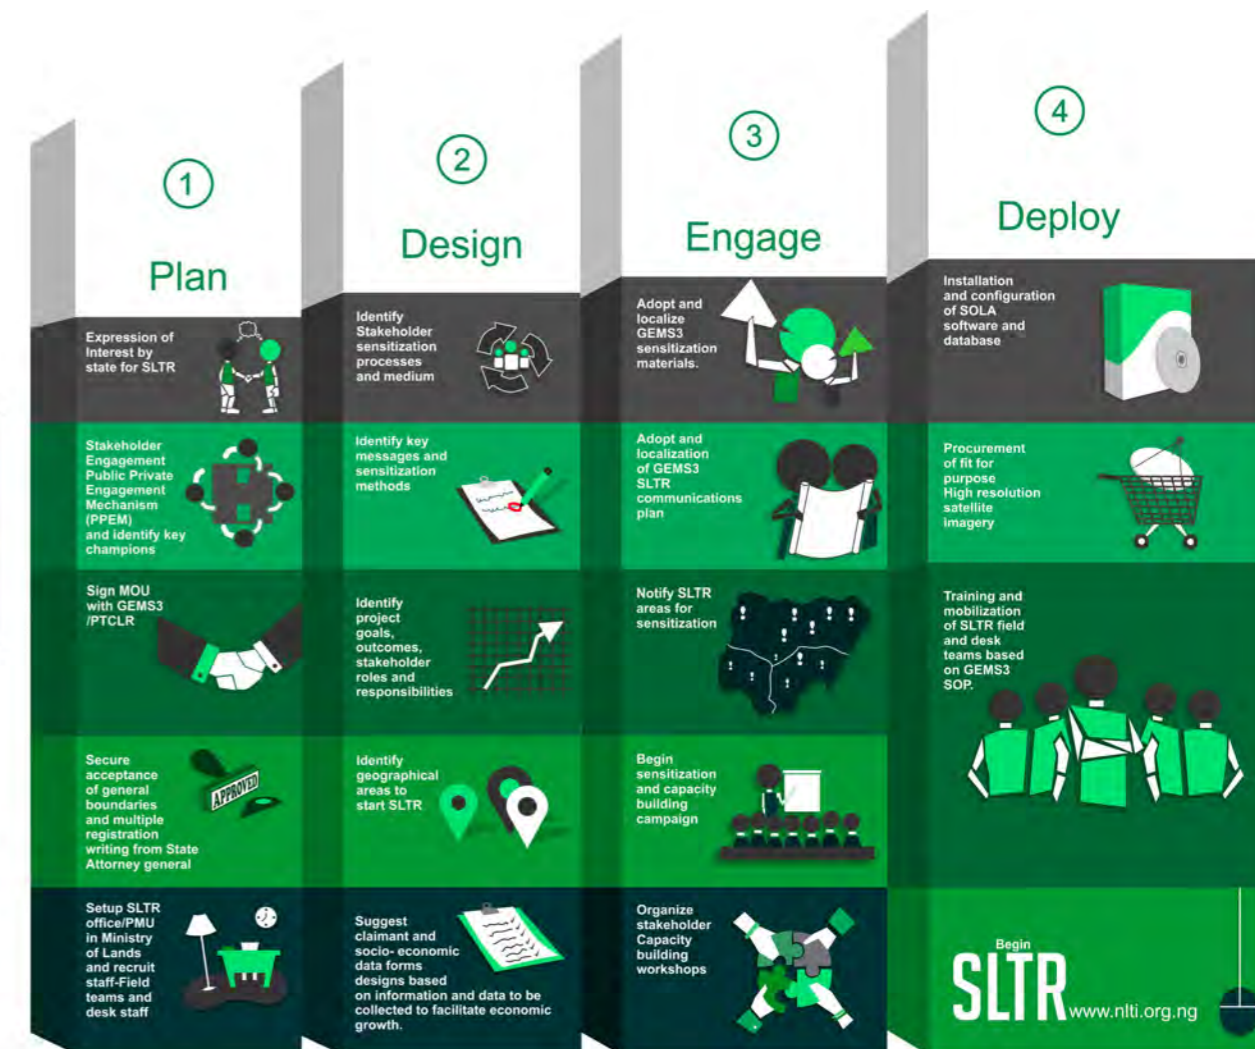 1
Plan
Expression of
Interest by
state for SLTR
Stakeholder
Engagement
Public Private
Engagement
Mechanism
(PPEM)
and identify key
champions
Sign MOU
with GEMS3
/PTCLR
Secure
acceptance
of general
boundaries
and multiple
registration
writing from State
Attorney general
APPROVED
Setup SLTR
office/PMU
in Ministry
of Lands
and recruit
staff-Field
teams and
desk staff
2
Design
Identify
Stakeholder
sensitization
processes
and medium
Identify key
messages and
sensitization
methods
Identify
project
goals,
outcomes,
stakeholder
roles and
responsibilities
Identify
geographical
areas to
start SLTR
Suggest
claimant and
socio- economic
data forms
designs based
on information and data to be
collected to facilitate economic
growth.
3
Engage
Adopt and
localize
GEMS3
sensitization
materials.
Adopt and
localization
of GEMS3
SLTR
communications
plan
Notify SLTR
areas for
sensitization
Begin
sensitization
and capacity
building
campaign
Organize
stakeholder
Capacity
building
workshops
4
Deploy
Installation
and configuration
of SOLA
software and
database
Procurement
of fit for
purpose
High resolution
satellite
imagery
Training and
mobilization
of SLTR field
and desk
teams based
on GEMS3
SOP.
Begin
SLTR
www.nlti.org.ng